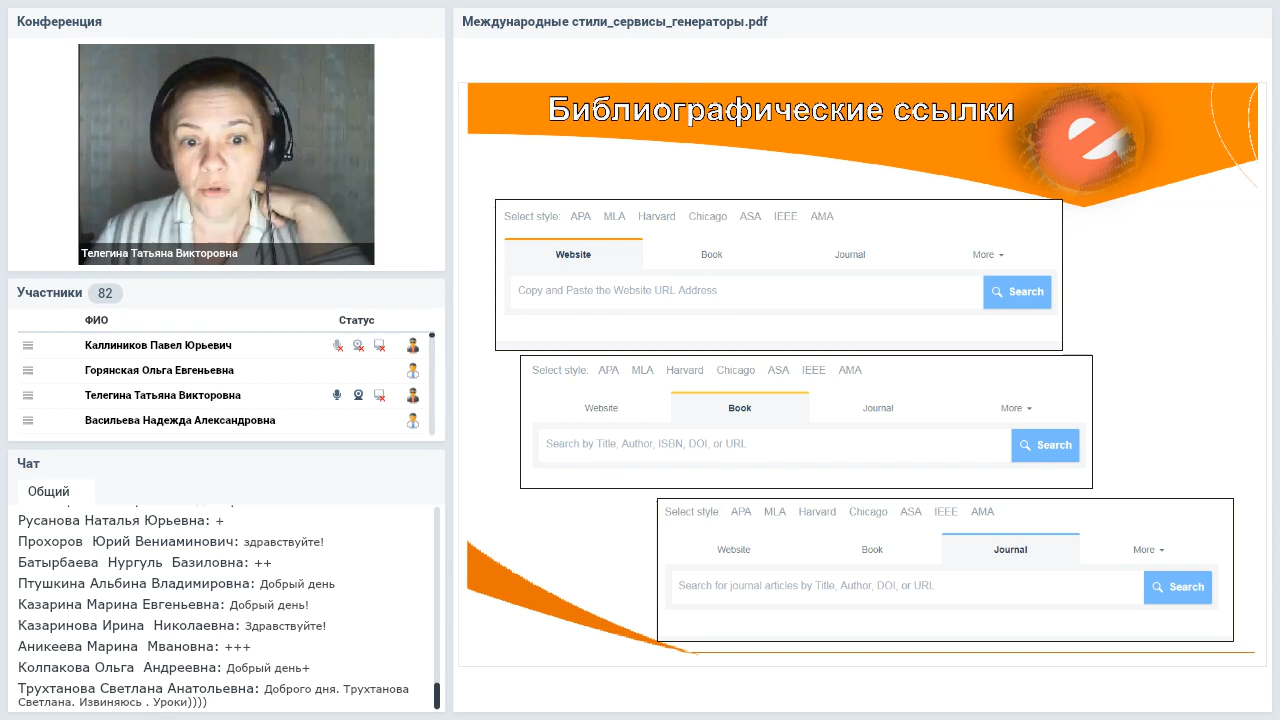 Конференция
Телегина Татьяна Викторовна
Участники 82
ФИО Статус
Каллиников Павел Юрьевич
Горянская Ольга Евгеньевна
Телегина Татьяна Викторовна
Васильева Надежда Александровна
Чат
Общий
Русанова Наталья Юрьевна: +
Прохоров Юрий Вениаминович: здравствуйте!
Батырбаева Нургуль Базиловна: ++
Птушкина Альбина Владимировна: Добрый день
Казарина Марина Евгеньевна: Добрый день!
Казаринова Ирина Николаевна: Здравствуйте!
Аникеева Марина Мвановна: +++
Колпакова Ольга Андреевна: Добрый день+
Трухтанова Светлана Анатольевна: Доброго дня. Трухтанова
Светлана. Извиняюсь . Уроки))))
Международные стили_сервисы_генераторы.pdf
Библиографические ссылки
Select style: APA MLA Harvard Chicago ASA IEEE AMA
Website Book Journal More
Copy and Paste the Website URL Address Search
Select style: APA MLA Harvard Chicago ASA IEEE AMA
Website Book Journal More
Search by Title, Author, ISBN, DOI, or URL Search
Select style: APA MLA Harvard Chicago ASA IEEE AMA
Website Book Journal More
Search for journal articles by Title, Author, DOI, or URL Search